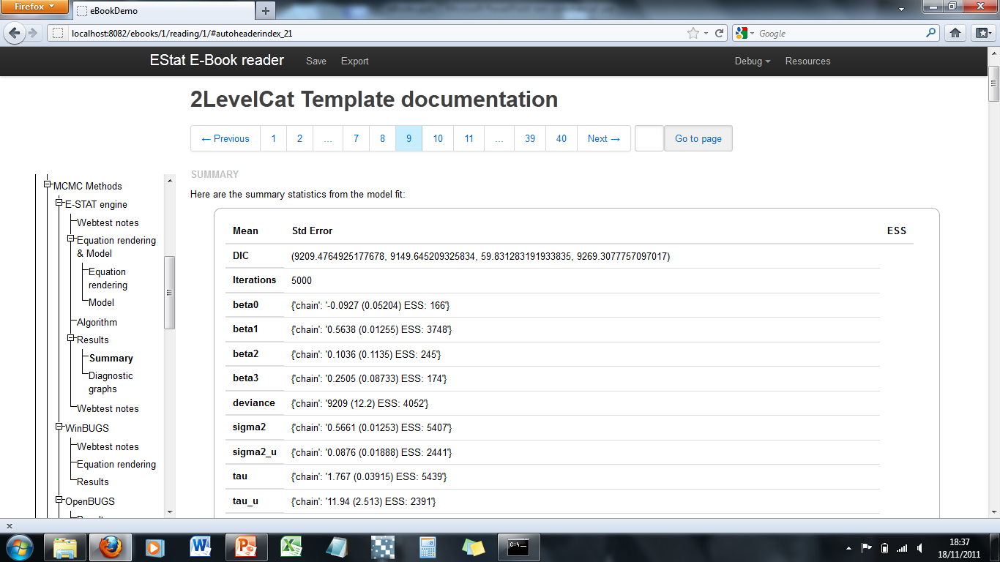 Firefox
eBookDemo
localhost:8082/ebooks/1/reading/1/#autoheaderindex_21
Google
EStat E-Book reader
Save
Export
Debug
Resources
2LevelCat Template documentation
← Previous 1 2 ... 7 8 9 10 11 ... 39 40 Next → Go to page
MCMC Methods
E-STAT engine
Webtest notes
Equation rendering
& Model
Equation
rendering
Model
Algorithm
Results
Summary
Diagnostic
graphs
Webtest notes
WinBUGS
Webtest notes
Equation rendering
Results
OpenBUGS
SUMMARY
Here are the summary statistics from the model fit:
Mean Std Error ESS
DIC (9209.4764925177678, 9149.645209325834, 59.831283191933835, 9269.3077757097017)
Iterations 5000
beta0 {'chain': '-0.0927 (0.05204) ESS: 166'}
beta1 {'chain': '0.5638 (0.01255) ESS: 3748'}
beta2 {'chain': '0.1036 (0.1135) ESS: 245'}
beta3 {'chain': '0.2505 (0.08733) ESS: 174'}
deviance {'chain': '9209 (12.2) ESS: 4052'}
sigma2 {'chain': '0.5661 (0.01253) ESS: 5407'}
sigma2_u {'chain': '0.0876 (0.01888) ESS: 2441'}
tau {'chain': '1.767 (0.03915) ESS: 5439'}
tau_u {'chain': '11.94 (2.513) ESS: 2391'}
18:37
18/11/2011